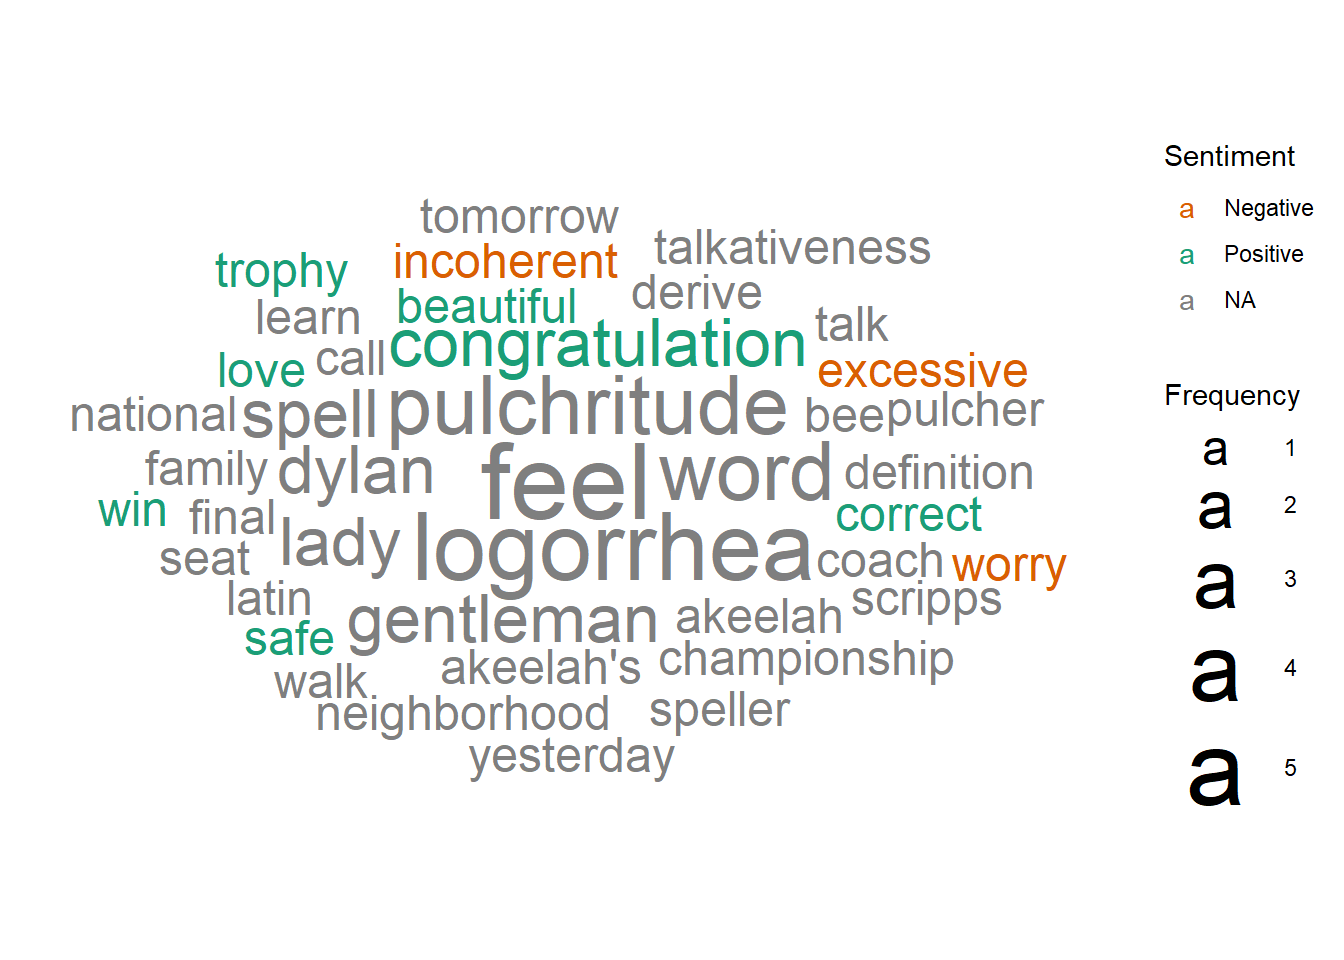 tomorrow
talkativeness
incoherent
trophy
derive
beautiful
learn
talk
congratulation
call
love
excessive
pulchritude
national
spell
bee
pulcher
feel
word
family
dylan
definition
win
final
correct
lady
logorrhea
seat
coach
worry
latin
scripps
gentleman
akeelah
safe
akeelah's
championship
walk
neighborhood
speller
yesterday
Sentiment
a Negative
a Positive
a NA
Frequency
a 1
a 2
a 3
a 4
a 5